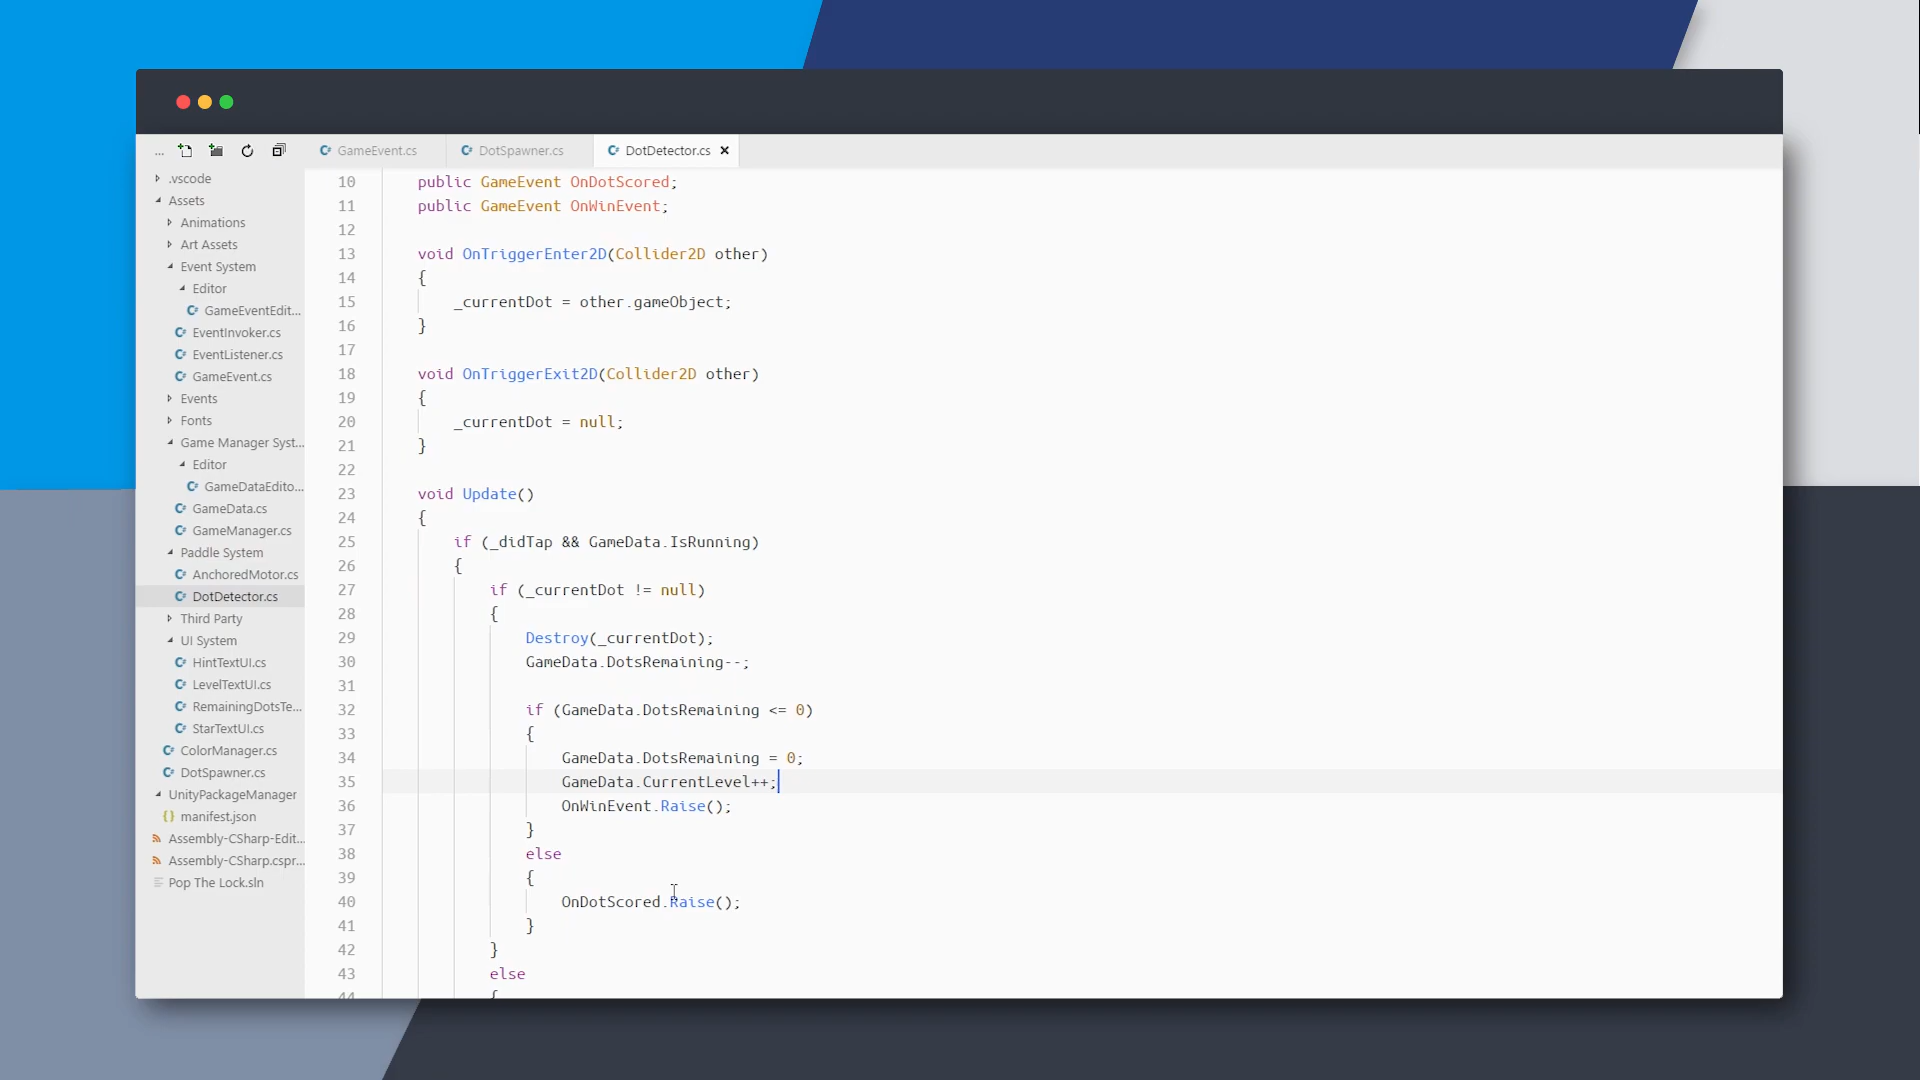 ...
GameEvent.cs
DotSpawner.cs
DotDetector.cs
.vscode
Assets
Animations
Art Assets
Event System
Editor
GameEventEdit...
EventInvoker.cs
EventListener.cs
GameEvent.cs
Events
Fonts
Game Manager Syst...
Editor
GameDataEdito...
GameData.cs
GameManager.cs
Paddle System
AnchoredMotor.cs
DotDetector.cs
Third Party
UI System
HintTextUI.cs
LevelTextUI.cs
RemainingDotsTe...
StarTextUI.cs
ColorManager.cs
DotSpawner.cs
UnityPackageManager
manifest.json
Assembly-CSharp-Edit...
Assembly-CSharp.cspr...
Pop The Lock.sln
10 public GameEvent OnDotScored;
11 public GameEvent OnWinEvent;
12
13 void OnTriggerEnter2D(Collider2D other)
14 {
15 _currentDot = other.gameObject;
16 }
17
18 void OnTriggerExit2D(Collider2D other)
19 {
20 _currentDot = null;
21 }
22
23 void Update()
24 {
25 if (_didTap && GameData.IsRunning)
26 {
27 if (_currentDot != null)
28 {
29 Destroy(_currentDot);
30 GameData.DotsRemaining--;
31
32 if (GameData.DotsRemaining <= 0)
33 {
34 GameData.DotsRemaining = 0;
35 GameData.CurrentLevel++;
36 OnWinEvent.Raise();
37 }
38 else
39 {
40 OnDotScored.Raise();
41 }
42 }
43 else
44 {